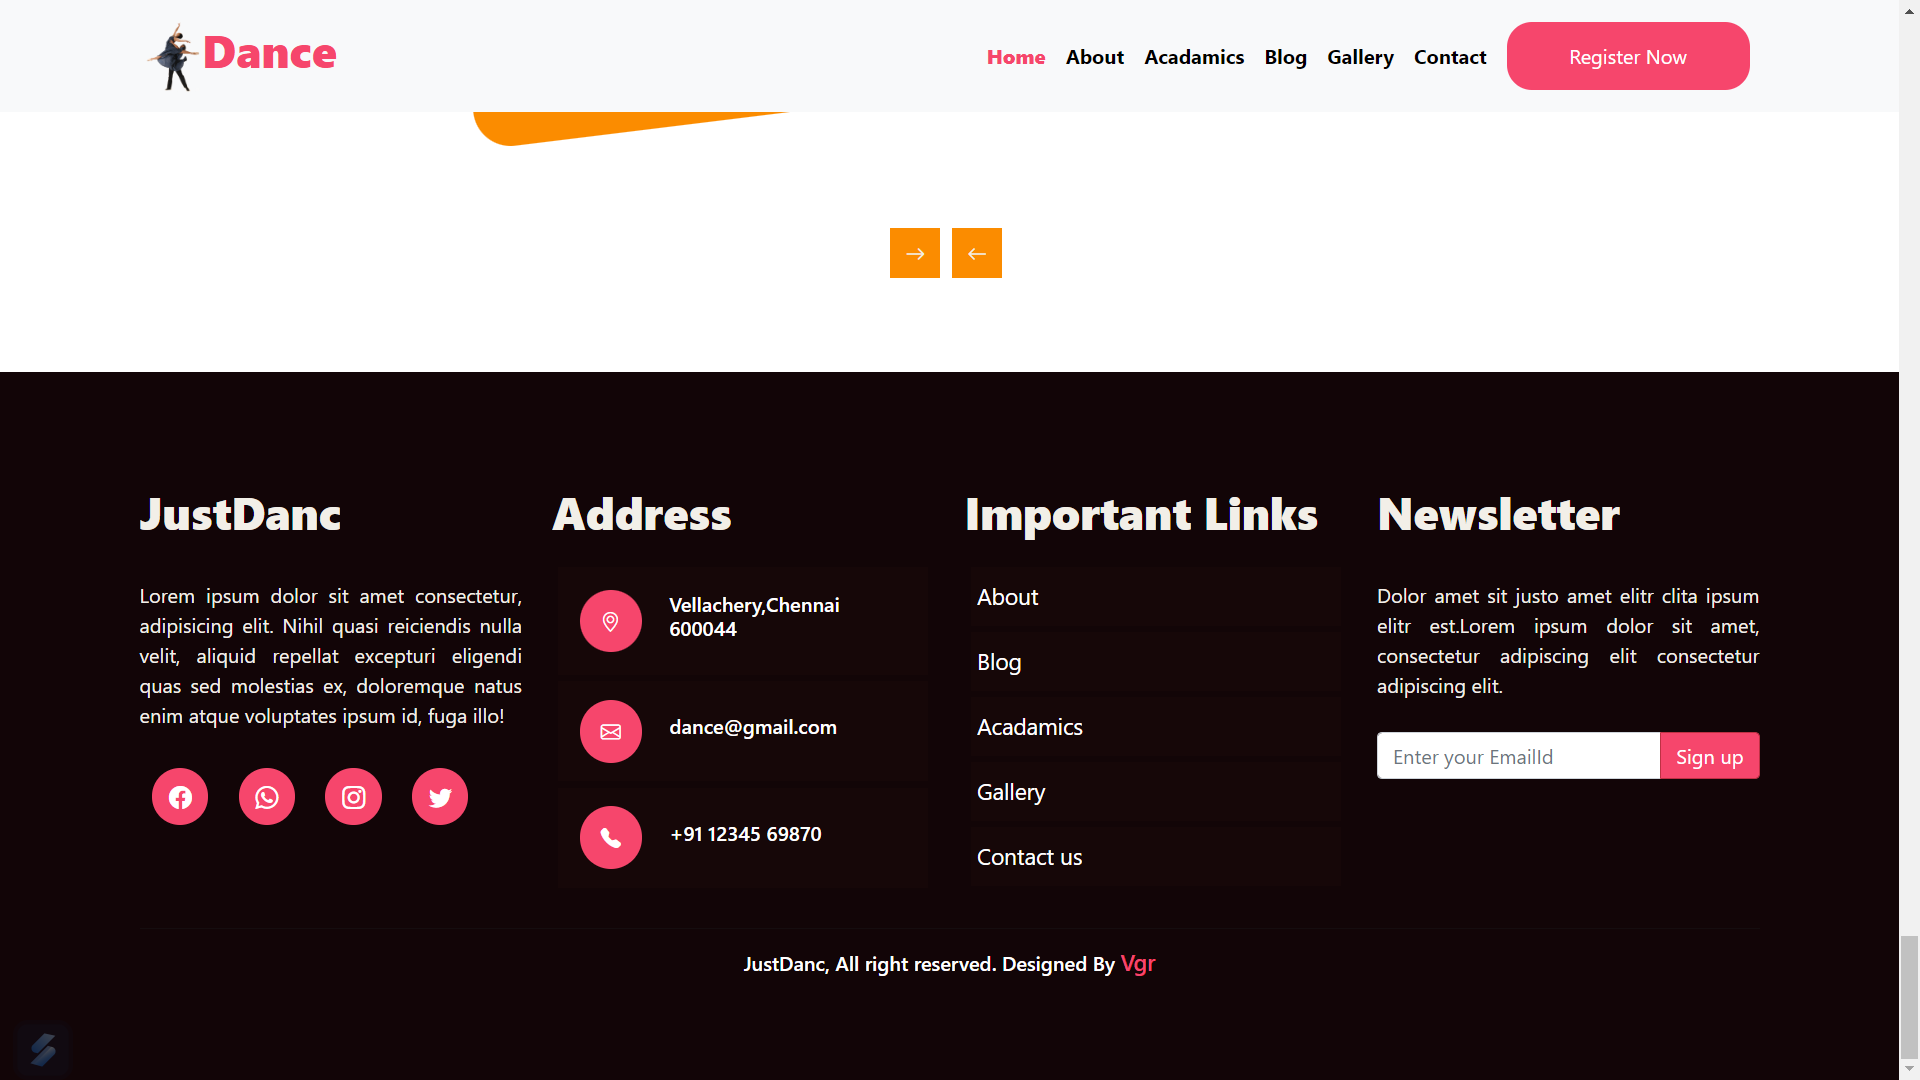 Dance
Home About Acadamics Blog Gallery Contact Register Now
JustDanc
Lorem ipsum dolor sit amet consectetur,
adipisicing elit. Nihil quasi reiciendis nulla
velit, aliquid repellat excepturi eligendi
quas sed molestias ex, doloremque natus
enim atque voluptates ipsum id, fuga illo!
Address
Vellachery,Chennai
600044
dance@gmail.com
+91 12345 69870
Important Links
About
Blog
Acadamics
Gallery
Contact us
Newsletter
Dolor amet sit justo amet elitr clita ipsum
elitr est.Lorem ipsum dolor sit amet,
consectetur adipiscing elit consectetur
adipiscing elit.
Enter your EmailId Sign up
JustDanc, All right reserved. Designed By Vgr